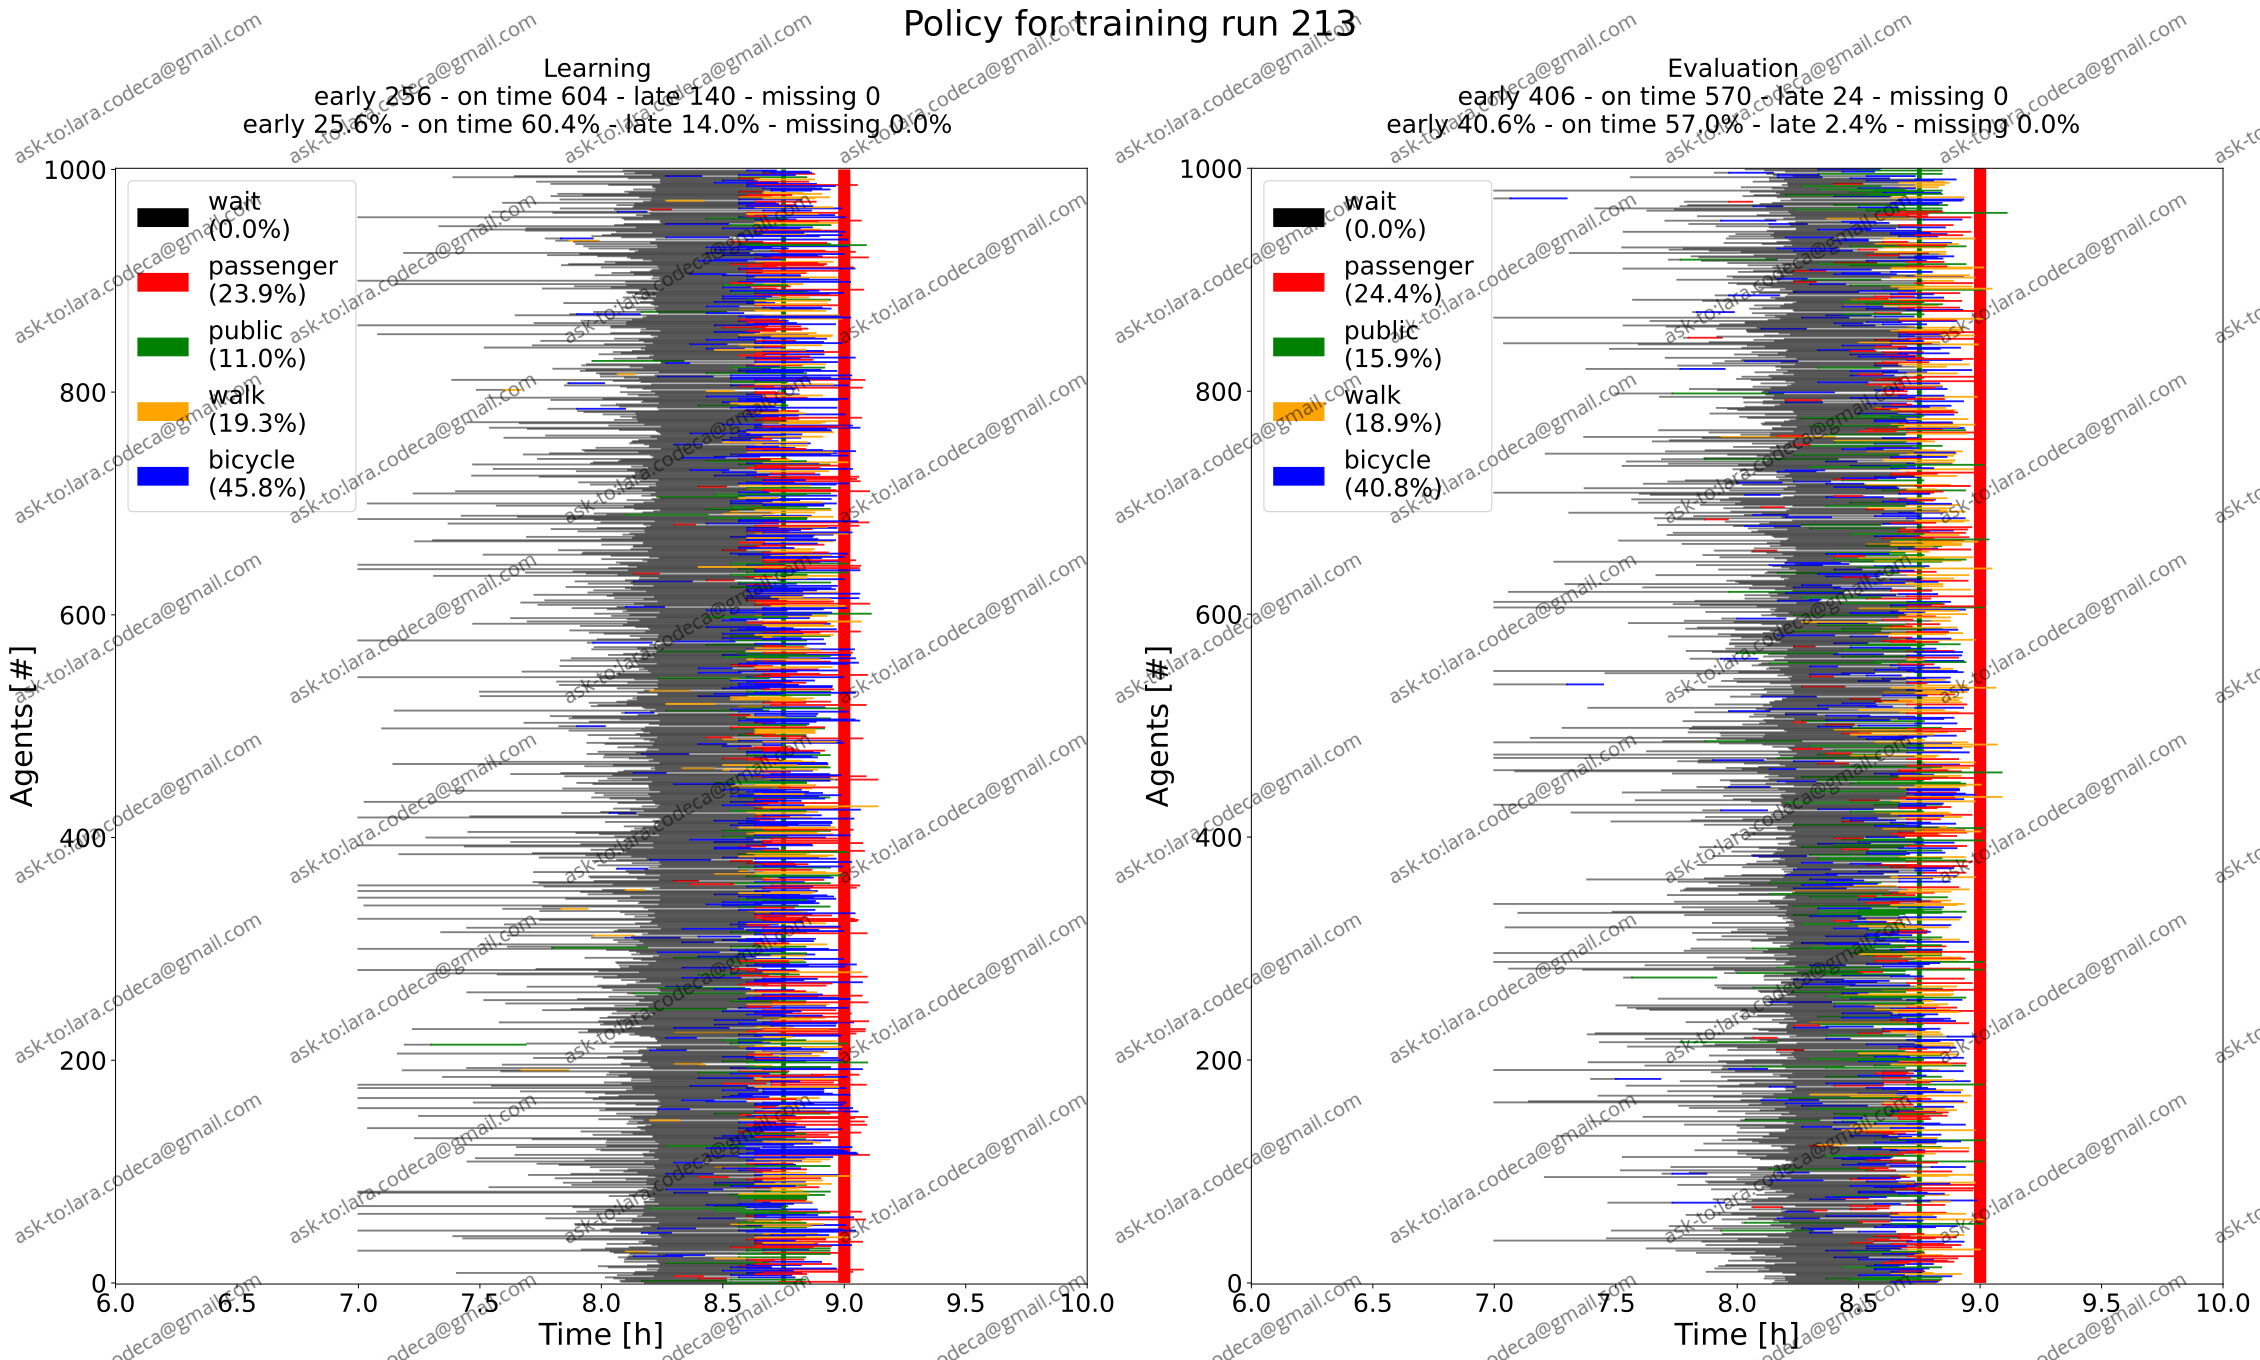 Policy for training run 213
Learning
early 256 - on time 604 - late 140 - missing 0
early 25.6% - on time 60.4% - late 14.0% - missing 0.0%
1000
800
600
400
200
0
Agents [#]
wait
(0.0%)
passenger
(23.9%)
public
(11.0%)
walk
(19.3%)
bicycle
(45.8%)
6.0 6.5 7.0 7.5 8.0 8.5 9.0 9.5 10.0
Time [h]
Evaluation
early 406 - on time 570 - late 24 - missing 0
early 40.6% - on time 57.0% - late 2.4% - missing 0.0%
1000
800
600
400
200
0
Agents [#]
wait
(0.0%)
passenger
(24.4%)
public
(15.9%)
walk
(18.9%)
bicycle
(40.8%)
6.0 6.5 7.0 7.5 8.0 8.5 9.0 9.5 10.0
Time [h]
ask-to:lara.codeca@gmail.com